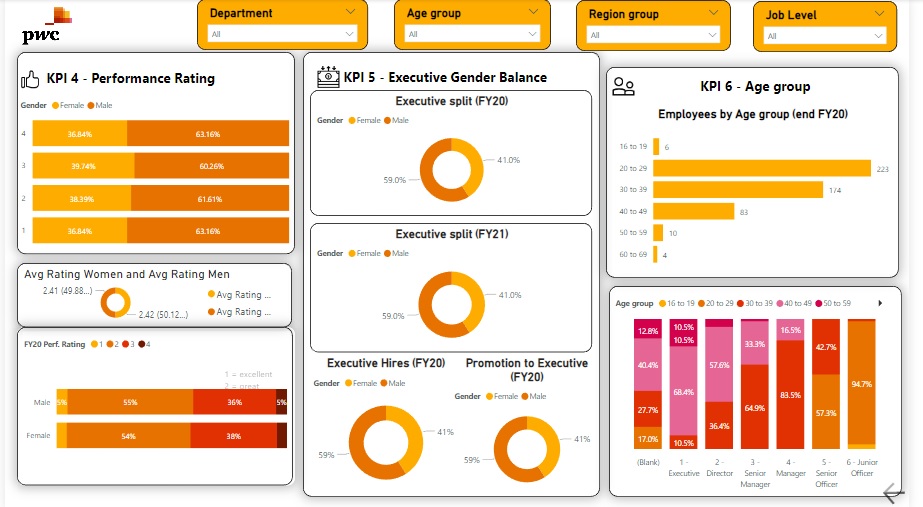 pwc
Department
All
Age group
All
Region group
All
Job Level
All
KPI 4 - Performance Rating
Gender Female Male
4 36.84% 63.16%
3 39.74% 60.26%
2 38.39% 61.61%
1 36.84% 63.16%
Avg Rating Women and Avg Rating Men
2.41 (49.88...)
2.42 (50.12...)
Avg Rating ...
Avg Rating ...
FY20 Perf. Rating 1 2 3 4
1 = excellent
2 = great
Male 5% 55% 36% 5%
Female 54% 38%
KPI 5 - Executive Gender Balance
Executive split (FY20)
Gender Female Male
41.0%
59.0%
Executive split (FY21)
Gender Female Male
41.0%
59.0%
Executive Hires (FY20)
Gender Female Male
41%
59%
Promotion to Executive
(FY20)
Gender Female Male
41%
59%
KPI 6 - Age group
Employees by Age group (end FY20)
16 to 19 6
20 to 29 223
30 to 39 174
40 to 49 83
50 to 59 10
60 to 69 4
Age group 16 to 19 20 to 29 30 to 39 40 to 49 50 to 59
12.8% 40.4% 27.7% 17.0%
10.5% 10.5% 68.4% 10.5%
57.6% 36.4%
33.3% 64.9%
16.5% 83.5%
42.7% 57.3%
94.7%
(Blank)
1 -
Executive
2 -
Director
3 -
Senior
Manager
4 -
Manager
5 -
Senior
Officer
6 - Junior
Officer